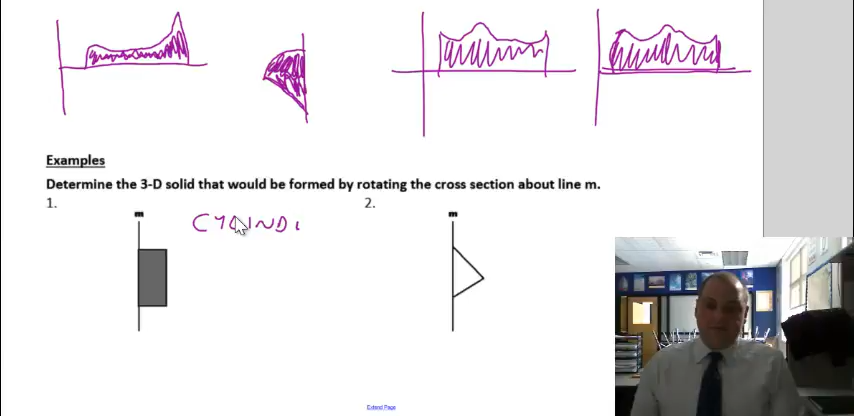 Examples
Determine the 3-D solid that would be formed by rotating the cross section about line m.
1.
m
CYLIND
2.
m
Extend Page